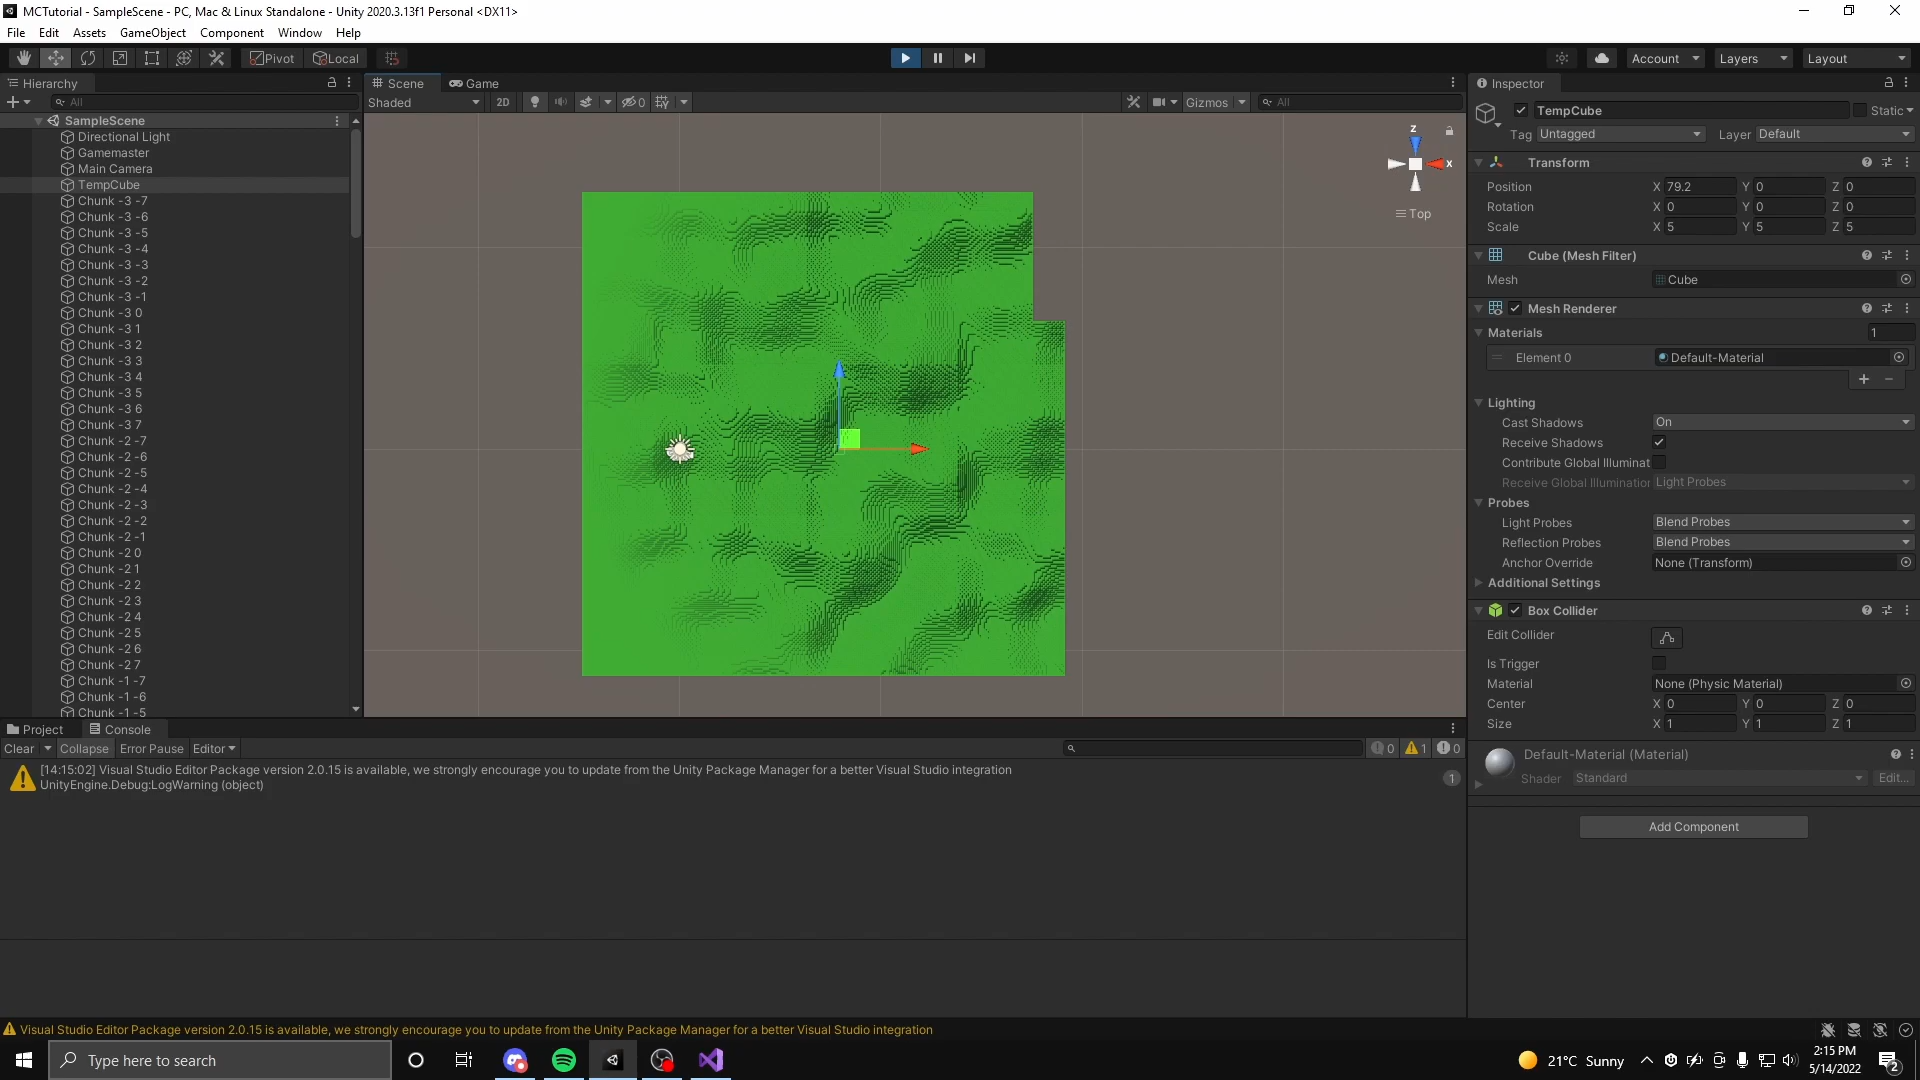 MCTutorial - SampleScene - PC, Mac & Linux Standalone - Unity 2020.3.13f1 Personal <DX11>
File Edit Assets GameObject Component Window Help
Pivot Local Account Layers Layout
Hierarchy
All
SampleScene
Directional Light
Gamemaster
Main Camera
TempCube
Chunk -3 -7
Chunk -3 -6
Chunk -3 -5
Chunk -3 -4
Chunk -3 -3
Chunk -3 -2
Chunk -3 -1
Chunk -3 0
Chunk -3 1
Chunk -3 2
Chunk -3 3
Chunk -3 4
Chunk -3 5
Chunk -3 6
Chunk -3 7
Chunk -2 -7
Chunk -2 -6
Chunk -2 -5
Chunk -2 -4
Chunk -2 -3
Chunk -2 -2
Chunk -2 -1
Chunk -2 0
Chunk -2 1
Chunk -2 2
Chunk -2 3
Chunk -2 4
Chunk -2 5
Chunk -2 6
Chunk -2 7
Chunk -1 -7
Chunk -1 -6
Chunk -1 -5
Scene Game
Shaded 2D 0 Gizmos All
z
x
Top
Inspector
TempCube Static
Tag Untagged Layer Default
Transform
Position X 79.2 Y 0 Z 0
Rotation X 0 Y 0 Z 0
Scale X 5 Y 5 Z 5
Cube (Mesh Filter)
Mesh Cube
Mesh Renderer
Materials 1
Element 0 Default-Material
Lighting
Cast Shadows On
Receive Shadows
Contribute Global Illuminat
Receive Global Illumination Light Probes
Probes
Light Probes Blend Probes
Reflection Probes Blend Probes
Anchor Override None (Transform)
Additional Settings
Box Collider
Edit Collider
Is Trigger
Material None (Physic Material)
Center X 0 Y 0 Z 0
Size X 1 Y 1 Z 1
Default-Material (Material)
Shader Standard Edit...
Add Component
Project Console
Clear Collapse Error Pause Editor 0 1 0
[14:15:02] Visual Studio Editor Package version 2.0.15 is available, we strongly encourage you to update from the Unity Package Manager for a better Visual Studio integration
UnityEngine.Debug:LogWarning (object)
1
Visual Studio Editor Package version 2.0.15 is available, we strongly encourage you to update from the Unity Package Manager for a better Visual Studio integration
Type here to search
21°C Sunny
2:15 PM
5/14/2022
2